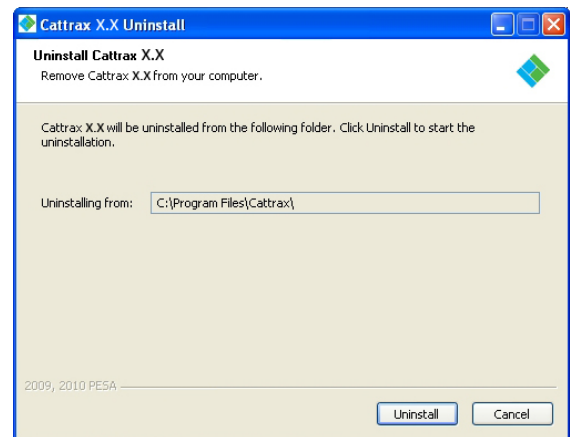 Cattrax X.X Uninstall
Uninstall Cattrax X.X
Remove Cattrax X.X from your computer.
Cattrax X.X will be uninstalled from the following folder. Click Uninstall to start the
uninstallation.
Uninstalling from: C:\Program Files\Cattrax\
2009, 2010 PESA
Uninstall Cancel